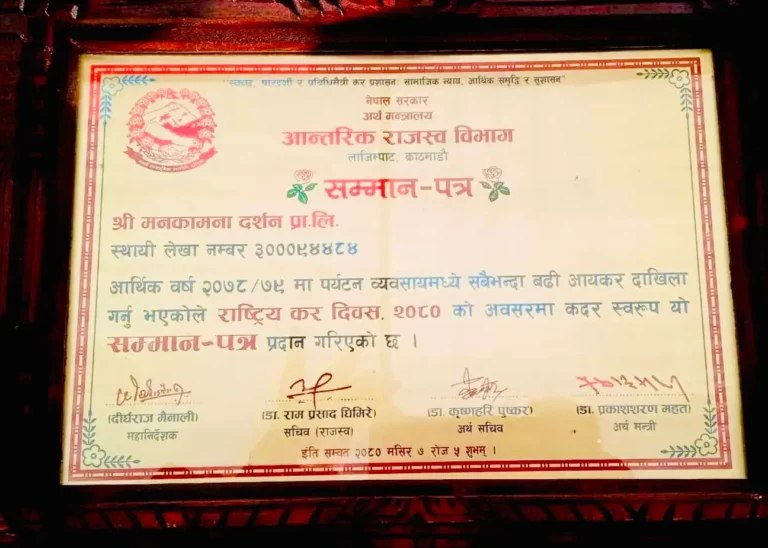 "स्वच्छ, पारदर्शी र प्रविधिमैत्री कर प्रशासनः सामाजिक न्याय, आर्थिक समृद्धि र सुशासन"
नेपाल सरकार
अर्थ मन्त्रालय
आन्तरिक राजस्व विभाग
लाजिम्पाट, काठमाडौं
सम्मान-पत्र
श्री मनकामना दर्शन प्रा.लि.
स्थायी लेखा नम्बर ३०००९४४८४
आर्थिक वर्ष २०७८/७९ मा पर्यटन व्यवसायमध्ये सबैभन्दा बढी आयकर दाखिला
गर्नु भएकोले राष्ट्रिय कर दिवस, २०८० को अवसरमा कदर स्वरुप यो
सम्मान-पत्र प्रदान गरिएको छ ।
(दीर्घराज मैनाली) (डा. राम प्रसाद घिमिरे) (डा. कृष्णहरि पुष्कर) (डा. प्रकाशशरण महत)
महानिर्देशक सचिव (राजस्व) अर्थ सचिव अर्थ मन्त्री
इति सम्वत् २०८० मंसिर ७ रोज ५ शुभम् ।